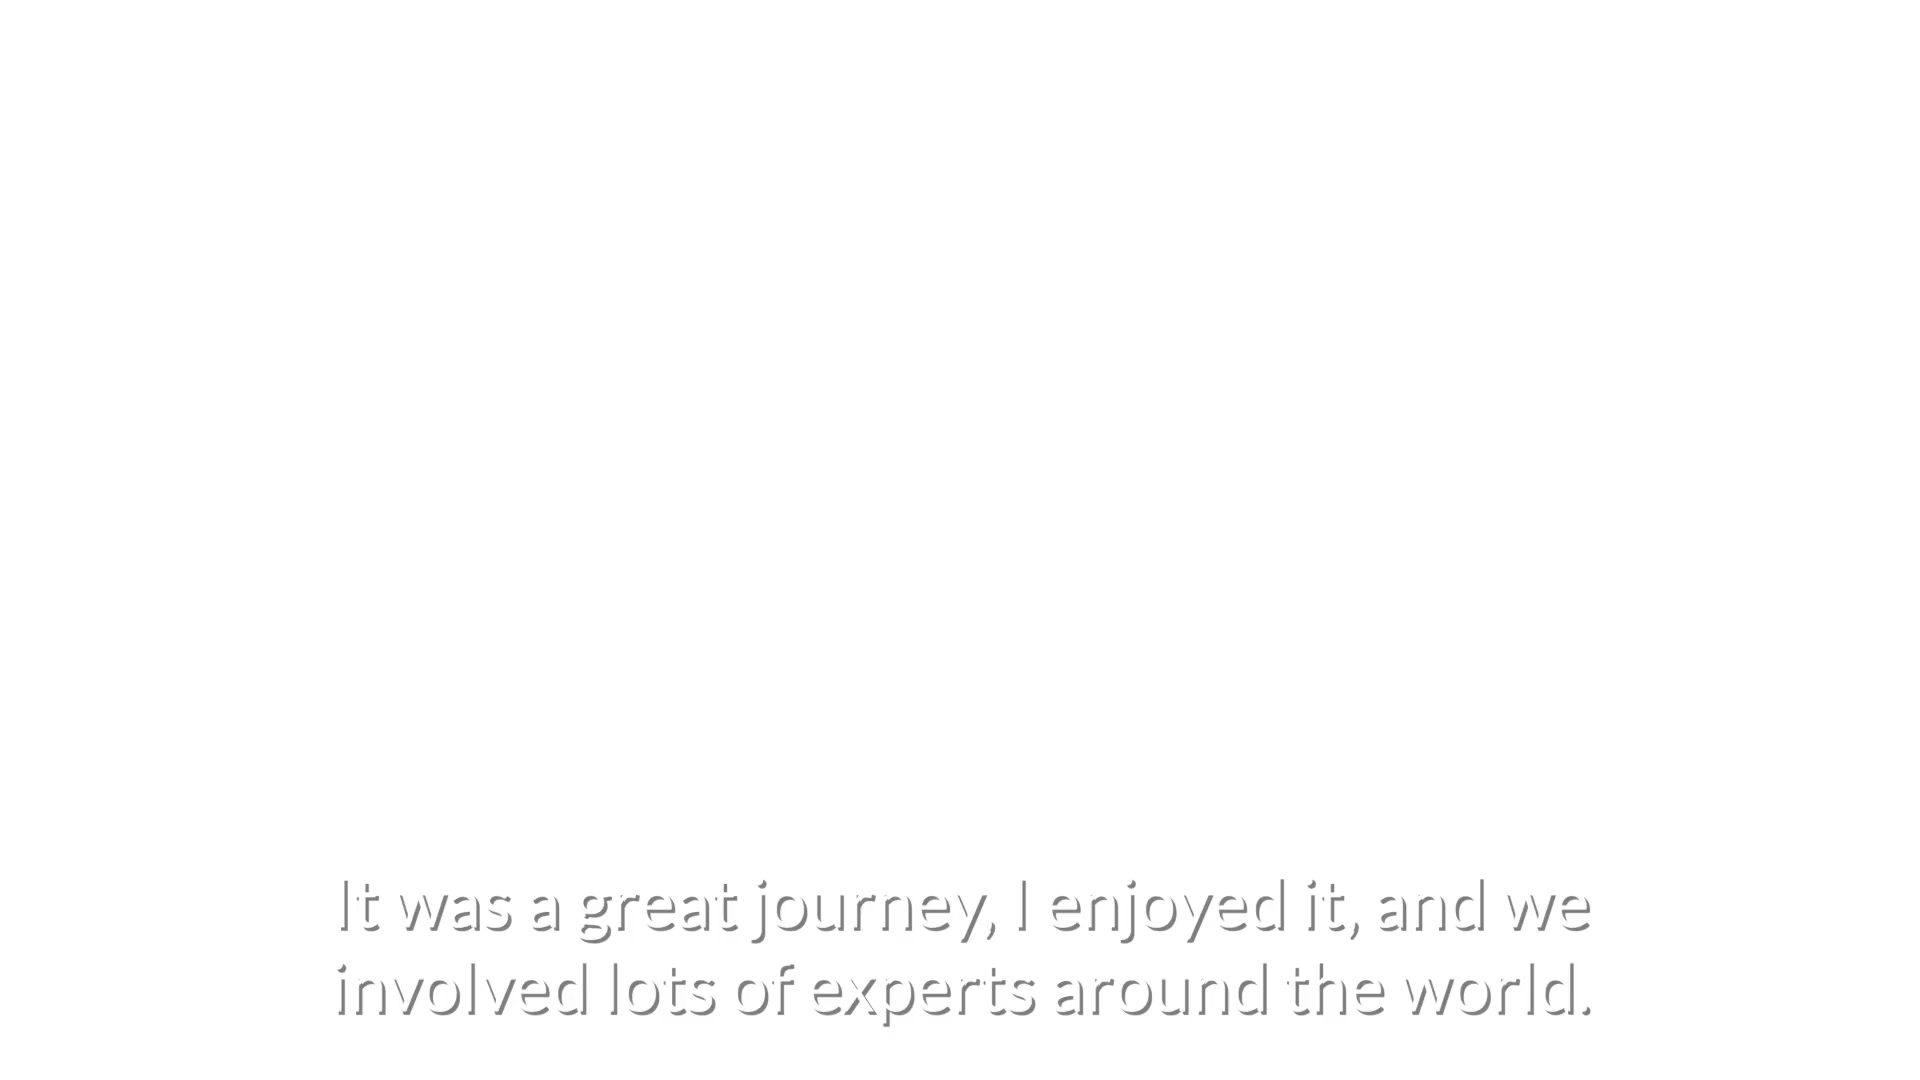 It was a great journey, I enjoyed it, and we
involved lots of experts around the world.